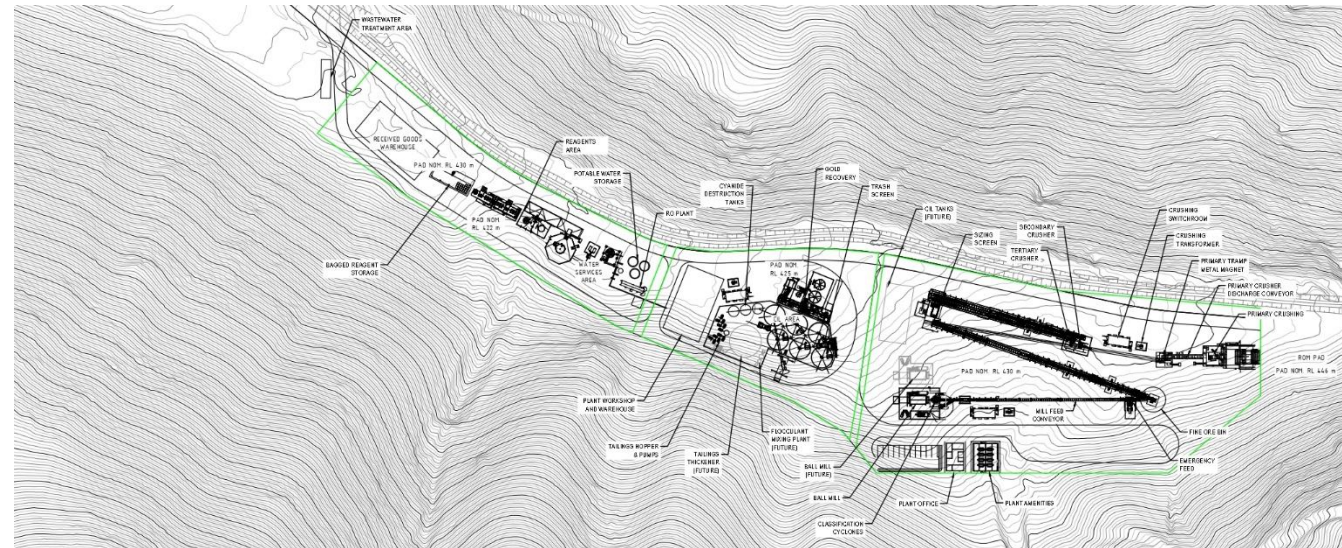 WASTEWATER
TREATMENT AREA
RECEIVED GOODS
WAREHOUSE
PAD NOM. RL 430 m
REAGENTS
AREA
POTABLE WATER
STORAGE
RO PLANT
PAD NOM.
BAGGED REAGENT
STORAGE
WATER
SERVICES
AREA
CYANIDE
DESTRUCTION
TANKS
GOLD
RECOVERY
TRASH
SCREEN
PAD NOM.
RL 425 m
CIL AREA
PLANT WORKSHOP
AND WAREHOUSE
TAILINGS HOPPER
& PUMPS
TAILINGS
THICKENER
(FUTURE)
FLOCCULANT
MIXING PLANT
(FUTURE)
CIL TANKS
(FUTURE)
SIZING
SCREEN
SECONDARY
CRUSHER
TERTIARY
CRUSHER
CRUSHING
SWITCHROOM
CRUSHING
TRANSFORMER
PRIMARY TRAMP
METAL MAGNET
PRIMARY CRUSHER
DISCHARGE CONVEYOR
PRIMARY CRUSHING
ROM PAD
PAD NOM. RL 446 m
PAD NOM. RL 430 m
MILL FEED
CONVEYOR
FINE ORE BIN
EMERGENCY
FEED
BALL MILL
(FUTURE)
BALL MILL
CLASSIFICATION
CYCLONES
PLANT OFFICE
PLANT AMENITIES